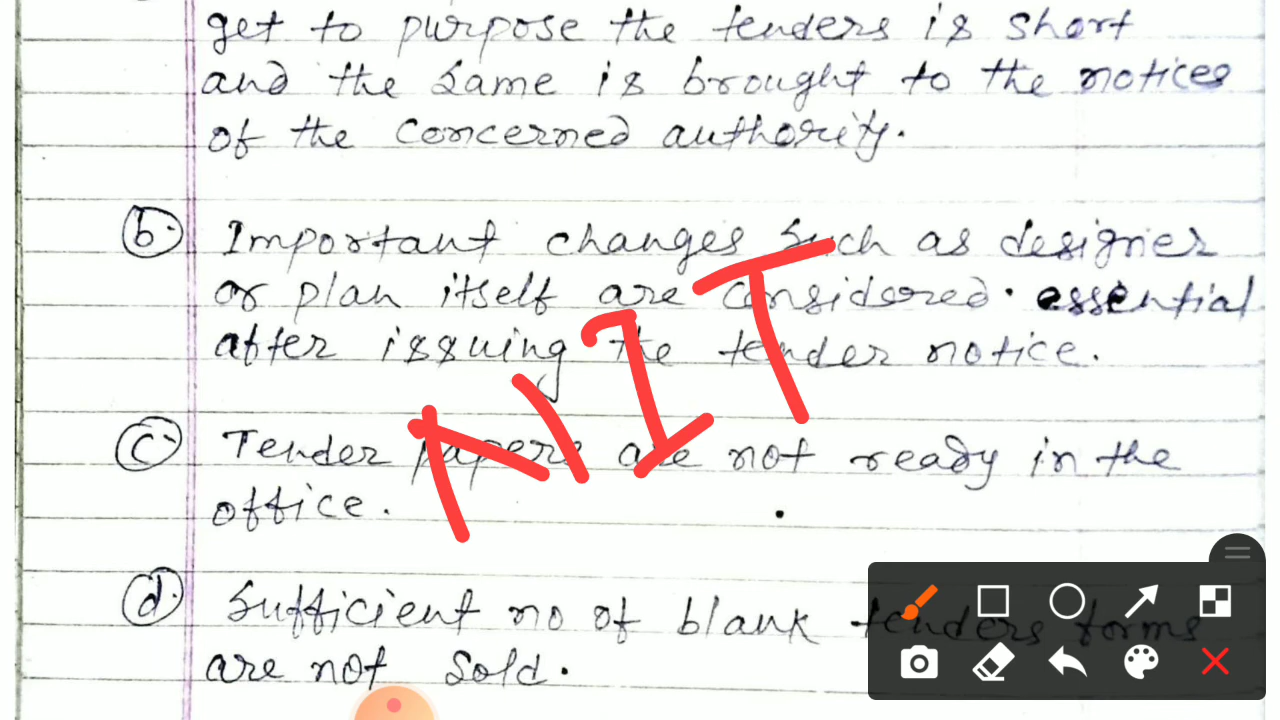 get to purpose the tenders is short
and the same is brought to the notices
of the concerned authority.
b. Important changes such as designer
or plan itself are considered. essential
after issuing the tender notice.
NIT
c. Tender papers are not ready in the
office.
d. Sufficient no of blank tenders forms
are not sold.